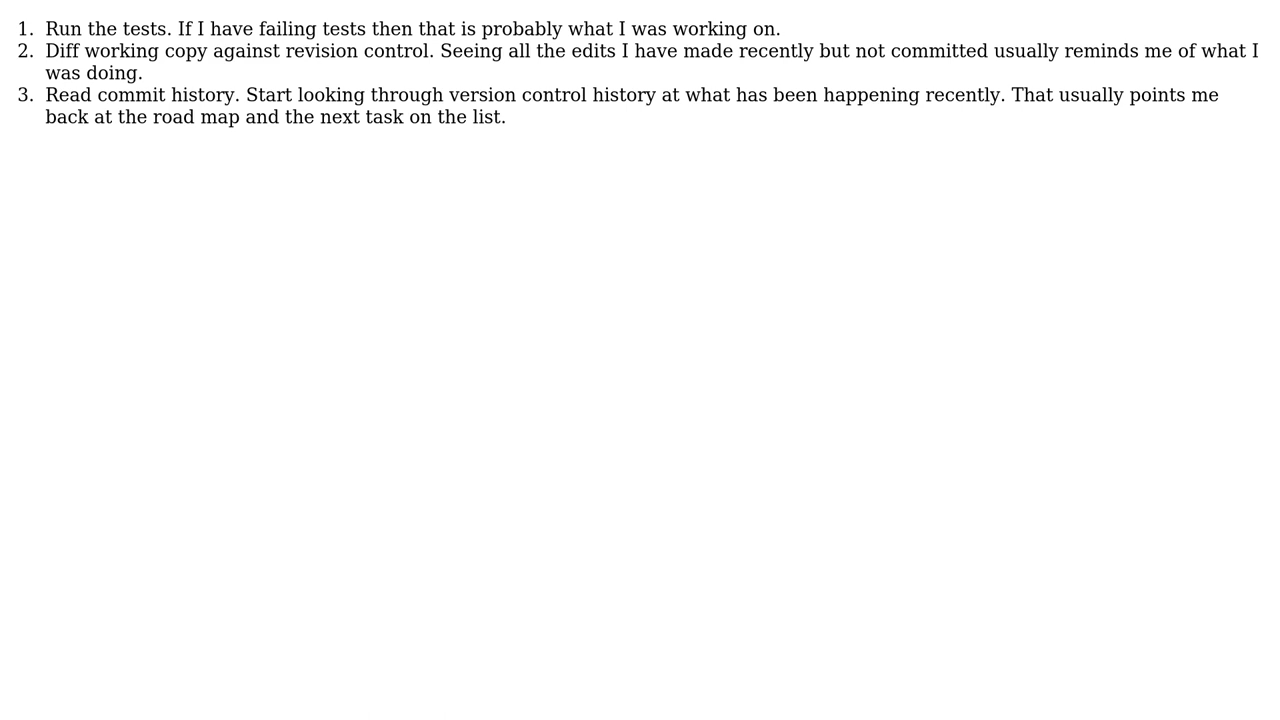 1. Run the tests. If I have failing tests then that is probably what I was working on.
2. Diff working copy against revision control. Seeing all the edits I have made recently but not committed usually reminds me of what I
was doing.
3. Read commit history. Start looking through version control history at what has been happening recently. That usually points me
back at the road map and the next task on the list.